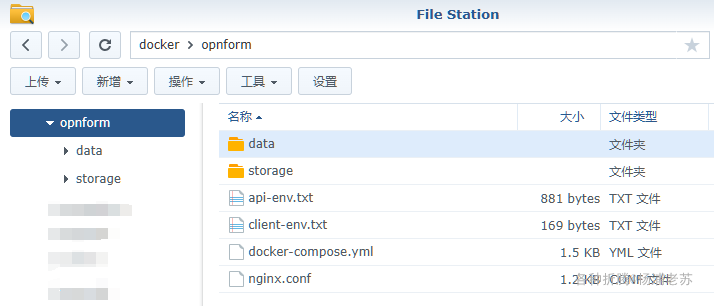 File Station
docker > opnform
上传 新增 操作 工具 设置
opnform
data
storage
名称 大小 文件类型
data 文件夹
storage 文件夹
api-env.txt 881 bytes TXT 文件
client-env.txt 169 bytes TXT 文件
docker-compose.yml 1.5 KB YML 文件
nginx.conf 1.2 KB CONF 文件